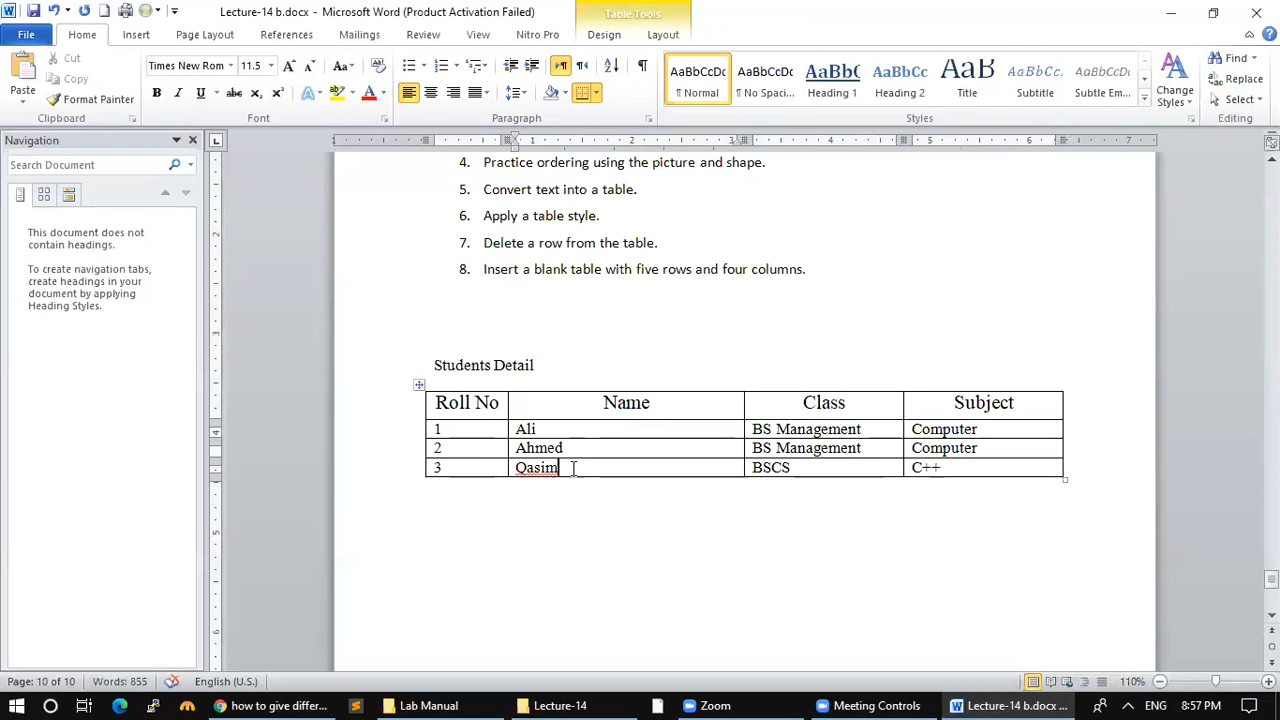 Lecture-14 b.docx - Microsoft Word (Product Activation Failed)
Table Tools
File Home Insert Page Layout References Mailings Review View Nitro Pro Design Layout
Paste
Cut
Copy
Format Painter
Clipboard
Times New Rom 11.5
Font
Paragraph
AaBbCcDc AaBbCcDc AaBbC AaBbCc AaB AaBbCc. AaBbCcDc
¶ Normal ¶ No Spaci... Heading 1 Heading 2 Title Subtitle Subtle Em...
Change Styles
Styles
Find
Replace
Select
Editing
Navigation
Search Document
This document does not
contain headings.
To create navigation tabs,
create headings in your
document by applying
Heading Styles.
4. Practice ordering using the picture and shape.
5. Convert text into a table.
6. Apply a table style.
7. Delete a row from the table.
8. Insert a blank table with five rows and four columns.
Students Detail
Roll No Name Class Subject
1 Ali BS Management Computer
2 Ahmed BS Management Computer
3 Qasim BSCS C++
Page: 10 of 10 Words: 855 English (U.S.) 110%
how to give differ... Lab Manual Lecture-14 Zoom Meeting Controls Lecture-14 b.docx ... 8:57 PM